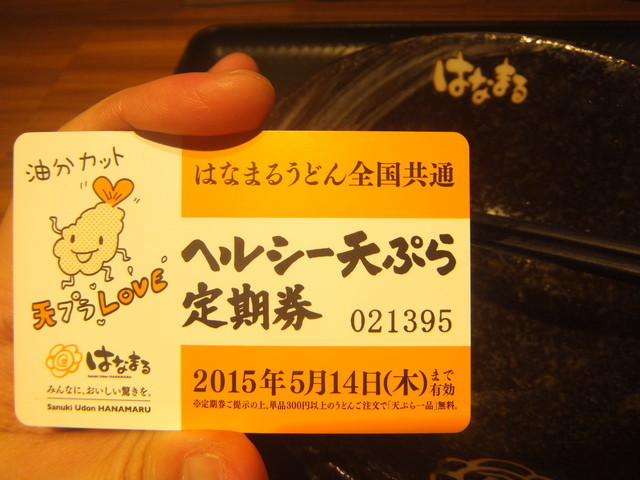 はなまる
油分カット
天プラLOVE
はなまる
Sanuki Udon HANAMARU
みんなに、おいしい驚きを。
Sanuki Udon HANAMARU
はなまるうどん全国共通
ヘルシー天ぷら
定期券 021395
2015年5月14日(木)まで有効
※定期券ご提示の上、単品300円以上のうどんご注文で「天ぷら一品」無料。